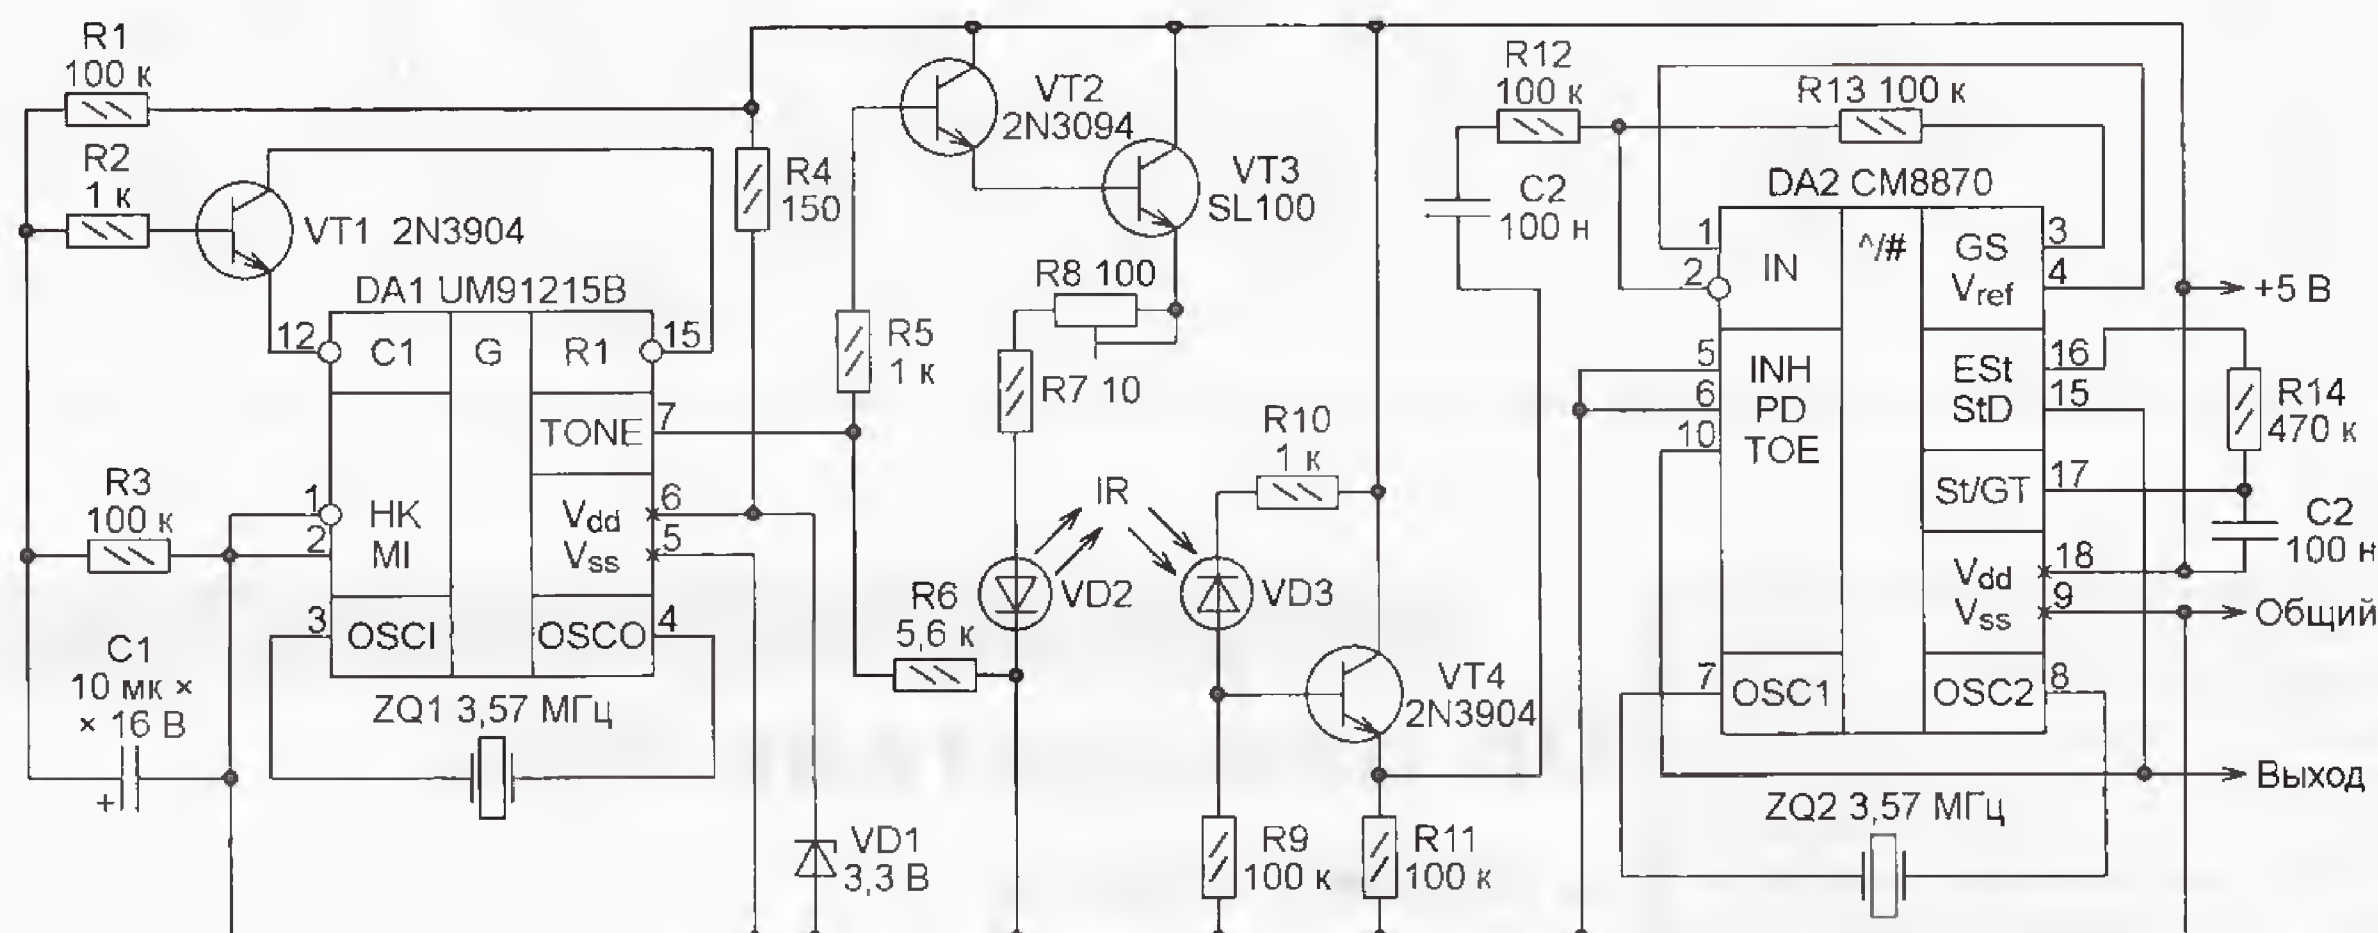 R1
100 к
R2
1 к
VT1 2N3904
DA1 UM91215B
R4
150
VT2
2N3094
VT3
SL100
R8 100
R5
1 к
R7 10
12
C1
G
R1
15
TONE
7
R3
100 к
1
HK
2
MI
Vdd
6
Vss
5
3
OSCI
OSCO
4
C1
10 мк ×
× 16 В
+
ZQ1 3,57 МГц
R6
5,6 к
VD1
3,3 В
IR
VD2
VD3
R10
1 к
VT4
2N3904
R9
100 к
R11
100 к
R12
100 к
R13 100 к
C2
100 н
DA2 CM8870
1
2
IN
^/#
GS
3
Vref
4
5
INH
6
PD
10
TOE
ESt
16
StD
15
St/GT
17
Vdd
18
Vss
9
7
OSC1
OSC2
8
+5 В
R14
470 к
C2
100 н
Общий
Выход
ZQ2 3,57 МГц